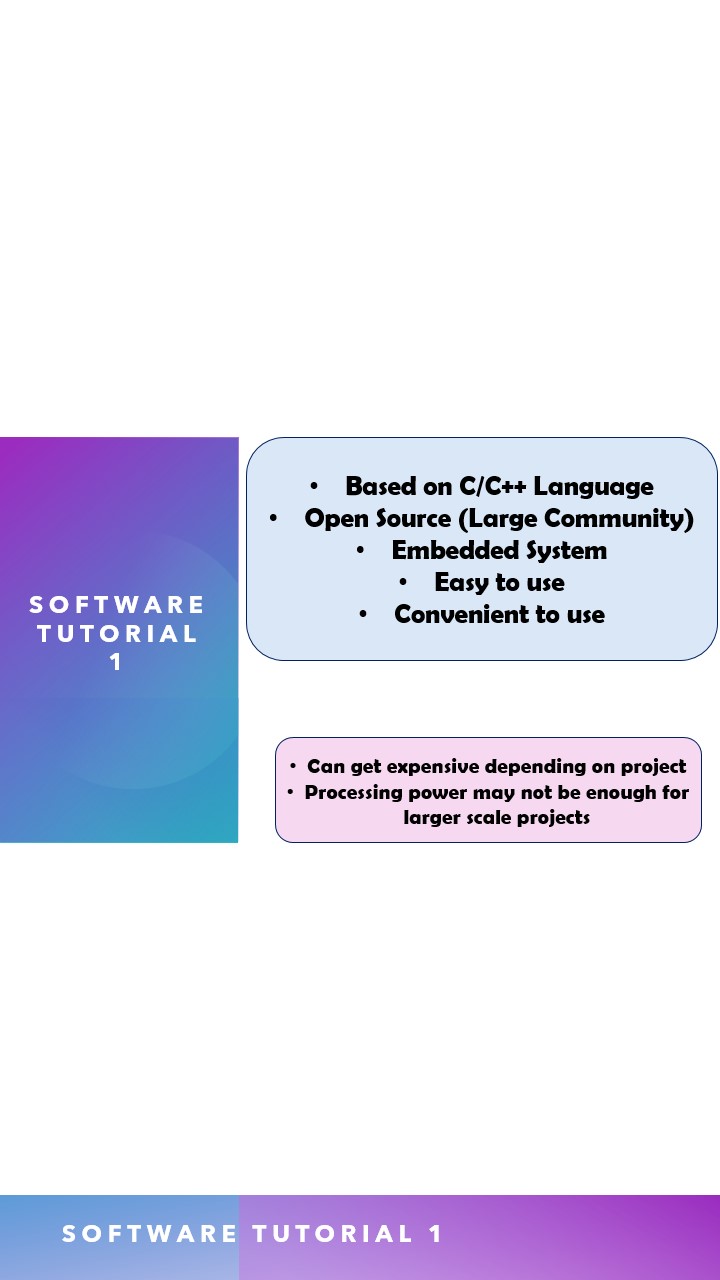 SOFTWARE
TUTORIAL
1
• Based on C/C++ Language
• Open Source (Large Community)
• Embedded System
• Easy to use
• Convenient to use
• Can get expensive depending on project
• Processing power may not be enough for
larger scale projects
SOFTWARE TUTORIAL 1